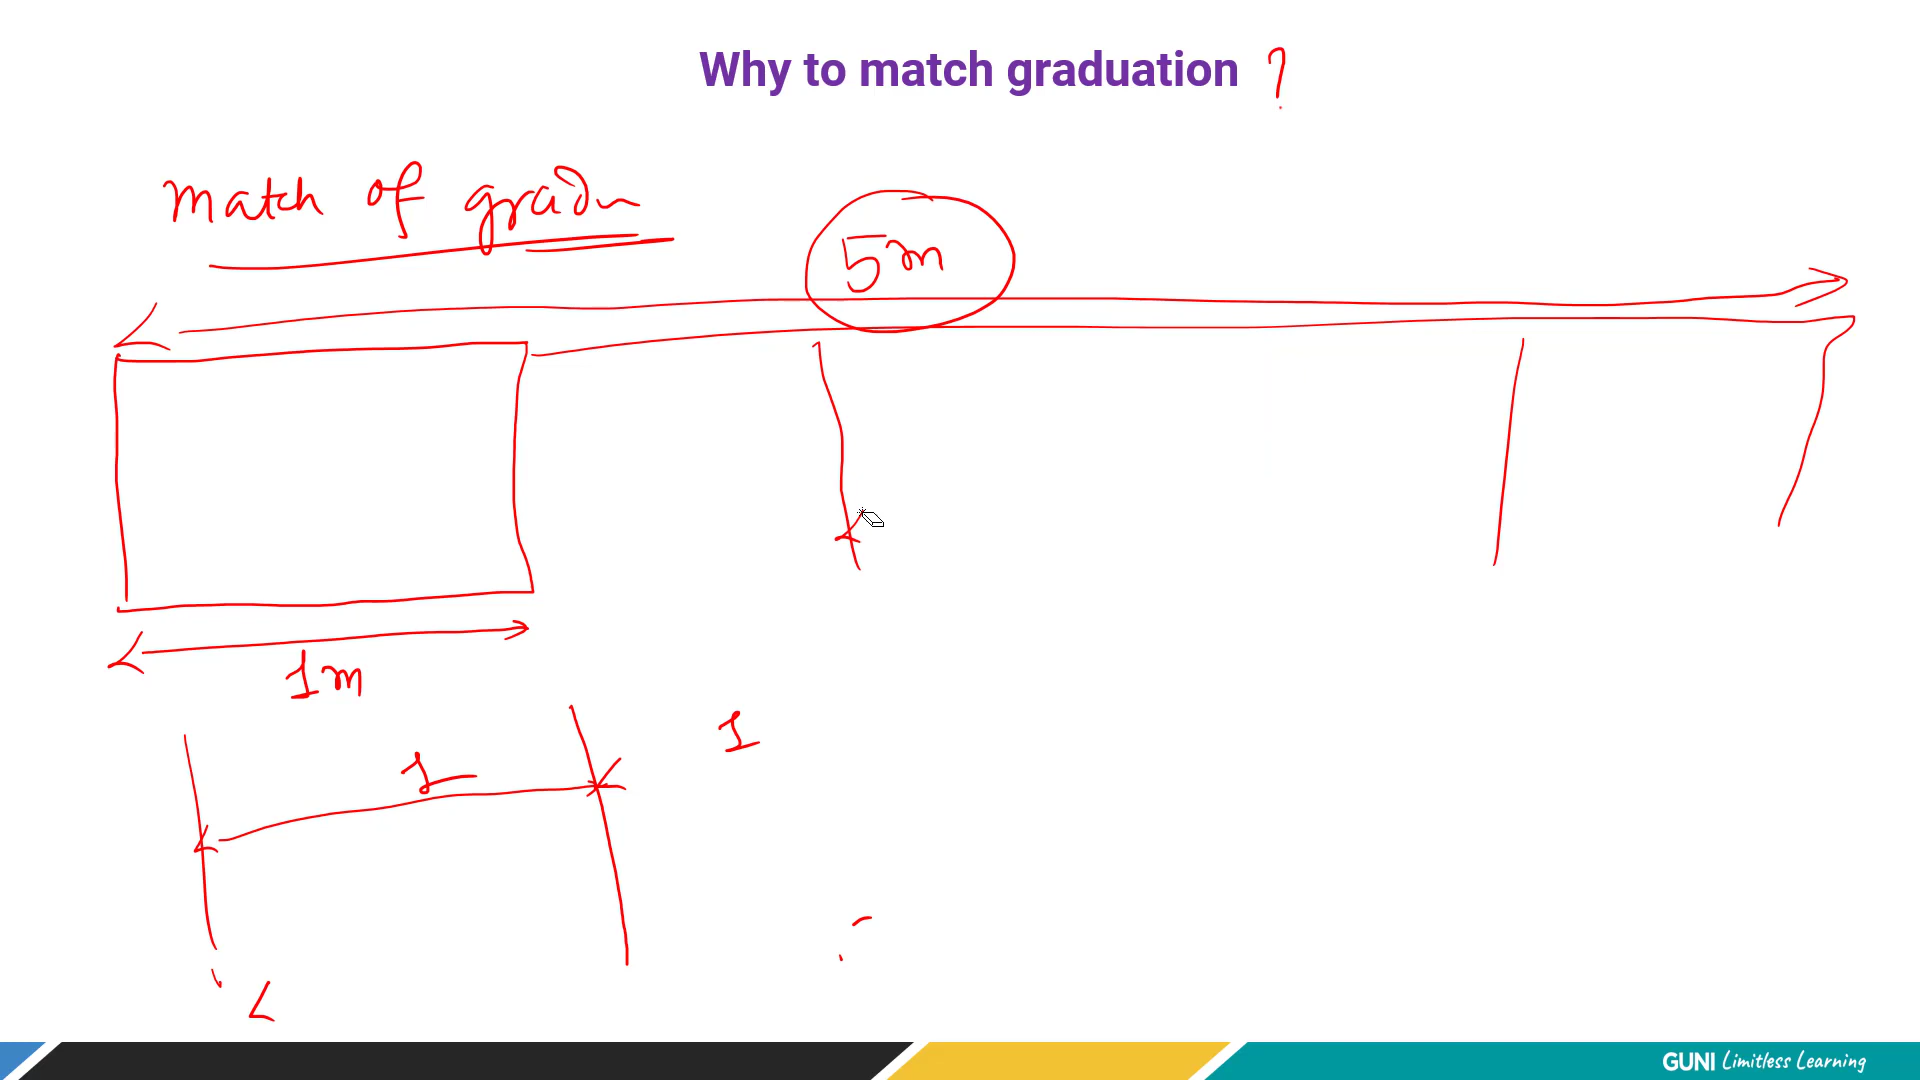 Why to match graduation ?
match of gradn
5m
1m
1
1
GUNI Limitless Learning